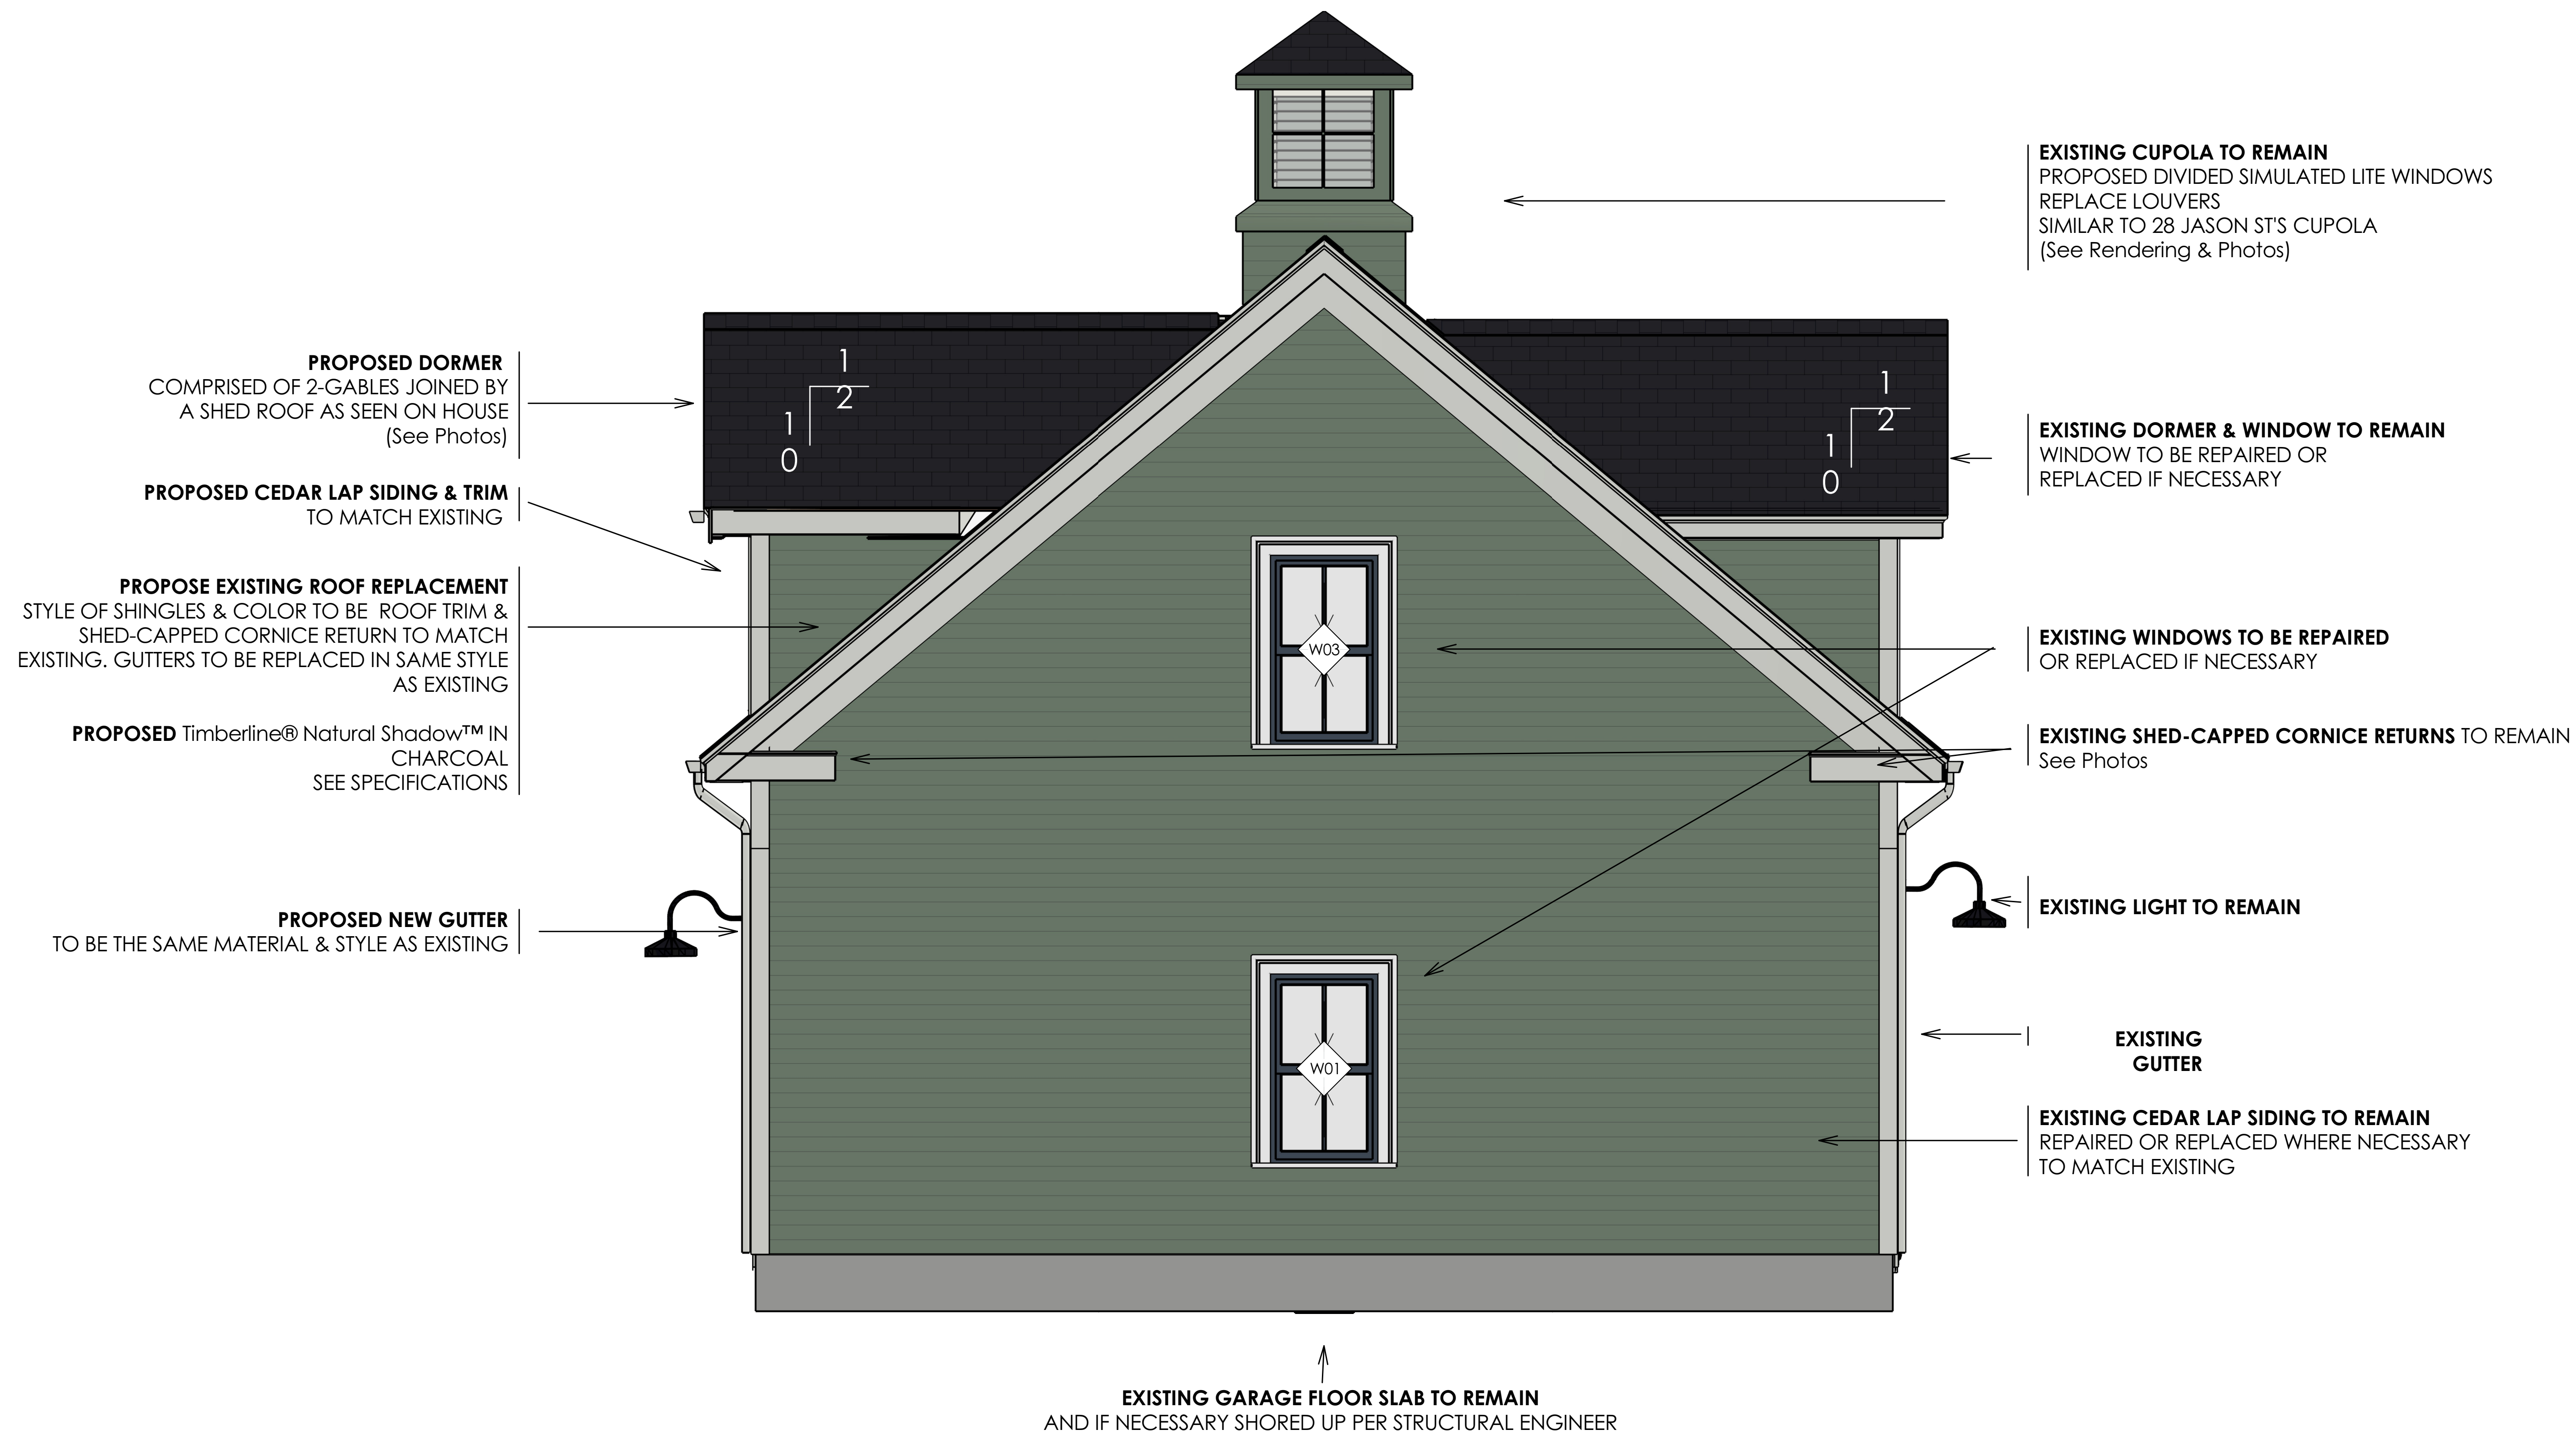 EXISTING CUPOLA TO REMAIN
PROPOSED DIVIDED SIMULATED LITE WINDOWS
REPLACE LOUVERS
SIMILAR TO 28 JASON ST'S CUPOLA
(See Rendering & Photos)
PROPOSED DORMER
COMPRISED OF 2-GABLES JOINED BY
A SHED ROOF AS SEEN ON HOUSE
(See Photos)
1
2
1
0
1
2
1
0
EXISTING DORMER & WINDOW TO REMAIN
WINDOW TO BE REPAIRED OR
REPLACED IF NECESSARY
PROPOSED CEDAR LAP SIDING & TRIM
TO MATCH EXISTING
PROPOSE EXISTING ROOF REPLACEMENT
STYLE OF SHINGLES & COLOR TO BE  ROOF TRIM &
SHED-CAPPED CORNICE RETURN TO MATCH
EXISTING. GUTTERS TO BE REPLACED IN SAME STYLE
AS EXISTING
PROPOSED Timberline® Natural Shadow™ IN
CHARCOAL
SEE SPECIFICATIONS
W03
EXISTING WINDOWS TO BE REPAIRED
OR REPLACED IF NECESSARY
EXISTING SHED-CAPPED CORNICE RETURNS TO REMAIN
See Photos
PROPOSED NEW GUTTER
TO BE THE SAME MATERIAL & STYLE AS EXISTING
EXISTING LIGHT TO REMAIN
W01
EXISTING
GUTTER
EXISTING CEDAR LAP SIDING TO REMAIN
REPAIRED OR REPLACED WHERE NECESSARY
TO MATCH EXISTING
EXISTING GARAGE FLOOR SLAB TO REMAIN
AND IF NECESSARY SHORED UP PER STRUCTURAL ENGINEER